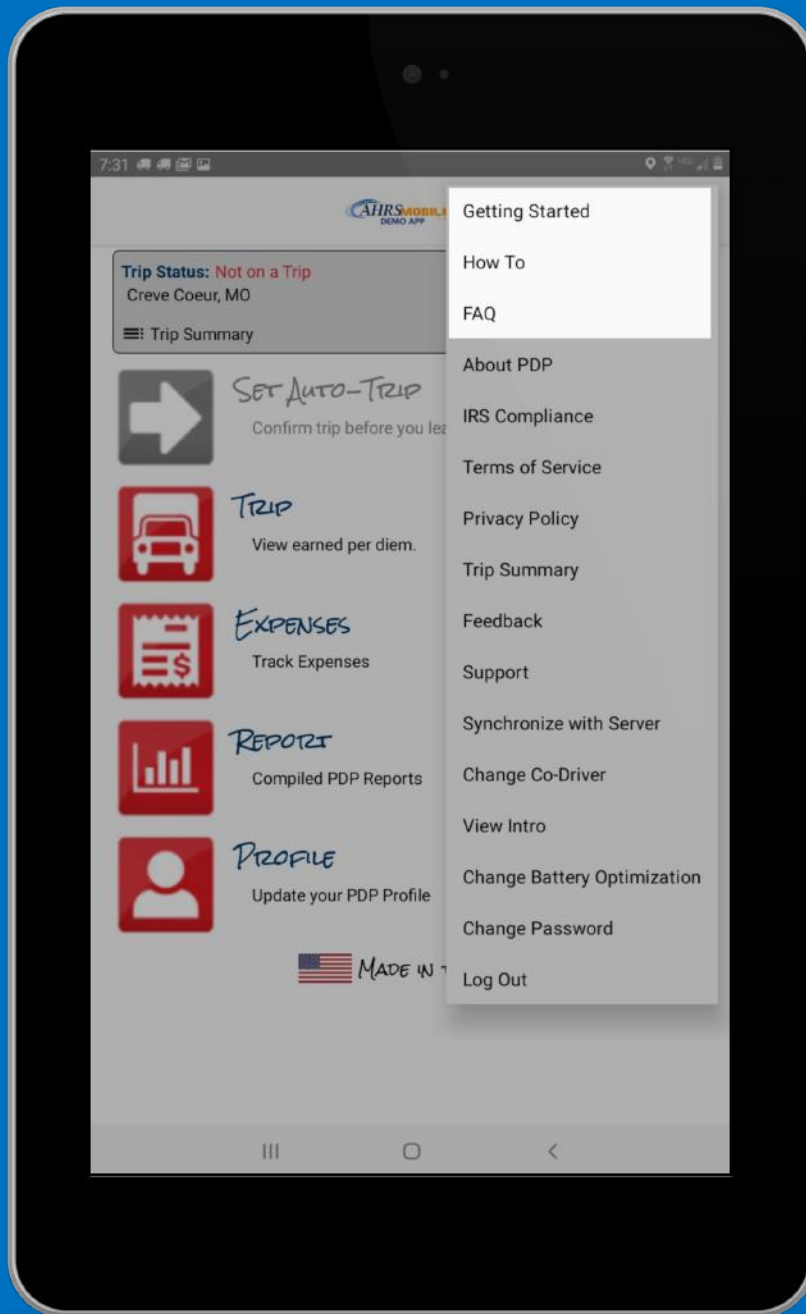 7:31
AHRS MOBILI
DEMO APP
Trip Status: Not on a Trip
Creve Coeur, MO
Trip Summary
SET AUTO-TRIP
Confirm trip before you lea
TRIP
View earned per diem.
EXPENSES
Track Expenses
REPORT
Compiled PDP Reports
PROFILE
Update your PDP Profile
MADE IN
Getting Started
How To
FAQ
About PDP
IRS Compliance
Terms of Service
Privacy Policy
Trip Summary
Feedback
Support
Synchronize with Server
Change Co-Driver
View Intro
Change Battery Optimization
Change Password
Log Out